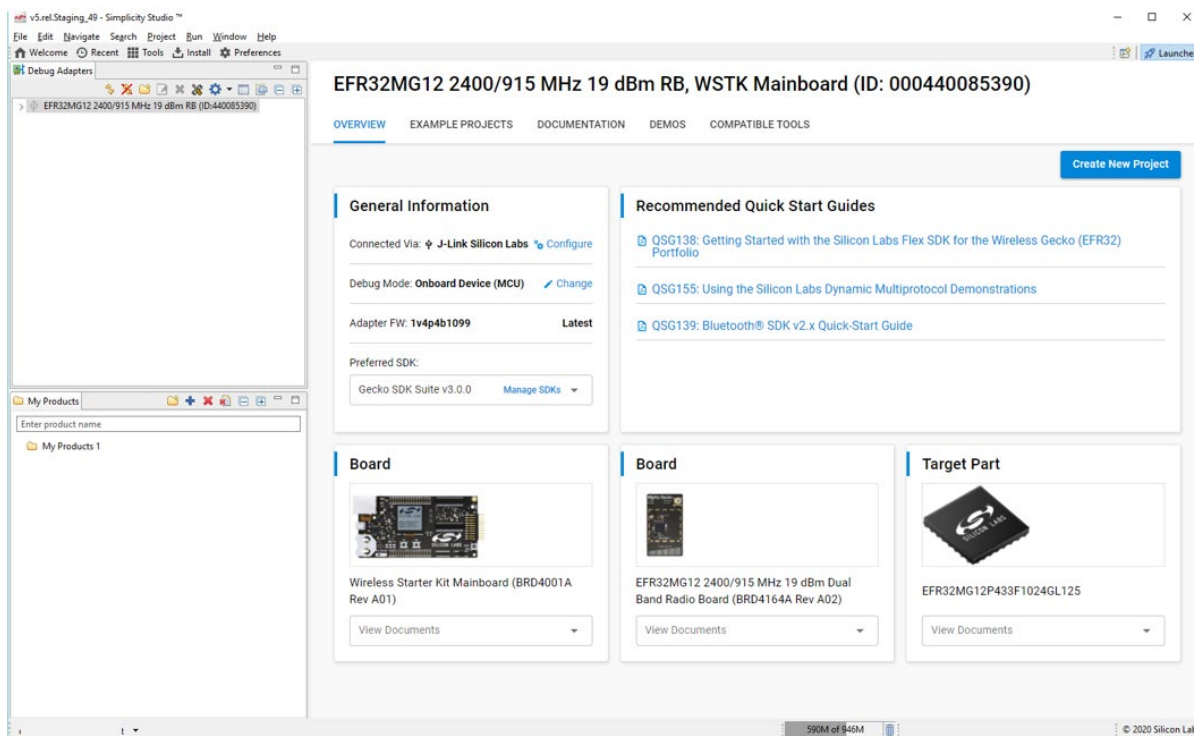 v5.rel.Staging_49 - Simplicity Studio ™
File Edit Navigate Search Project Run Window Help
Welcome Recent Tools Install Preferences
Launche
Debug Adapters
EFR32MG12 2400/915 MHz 19 dBm RB (ID:440085390)
EFR32MG12 2400/915 MHz 19 dBm RB, WSTK Mainboard (ID: 000440085390)
OVERVIEW EXAMPLE PROJECTS DOCUMENTATION DEMOS COMPATIBLE TOOLS
Create New Project
General Information
Connected Via: J-Link Silicon Labs Configure
Debug Mode: Onboard Device (MCU) Change
Adapter FW: 1v4p4b1099 Latest
Preferred SDK:
Gecko SDK Suite v3.0.0 Manage SDKs
Recommended Quick Start Guides
QSG138: Getting Started with the Silicon Labs Flex SDK for the Wireless Gecko (EFR32)
Portfolio
QSG155: Using the Silicon Labs Dynamic Multiprotocol Demonstrations
QSG139: Bluetooth® SDK v2.x Quick-Start Guide
My Products
Enter product name
My Products 1
Board
Wireless Starter Kit Mainboard (BRD4001A
Rev A01)
View Documents
Board
EFR32MG12 2400/915 MHz 19 dBm Dual
Band Radio Board (BRD4164A Rev A02)
View Documents
Target Part
SILICON LABS
EFR32MG12P433F1024GL125
View Documents
590M of 946M
© 2020 Silicon Lab